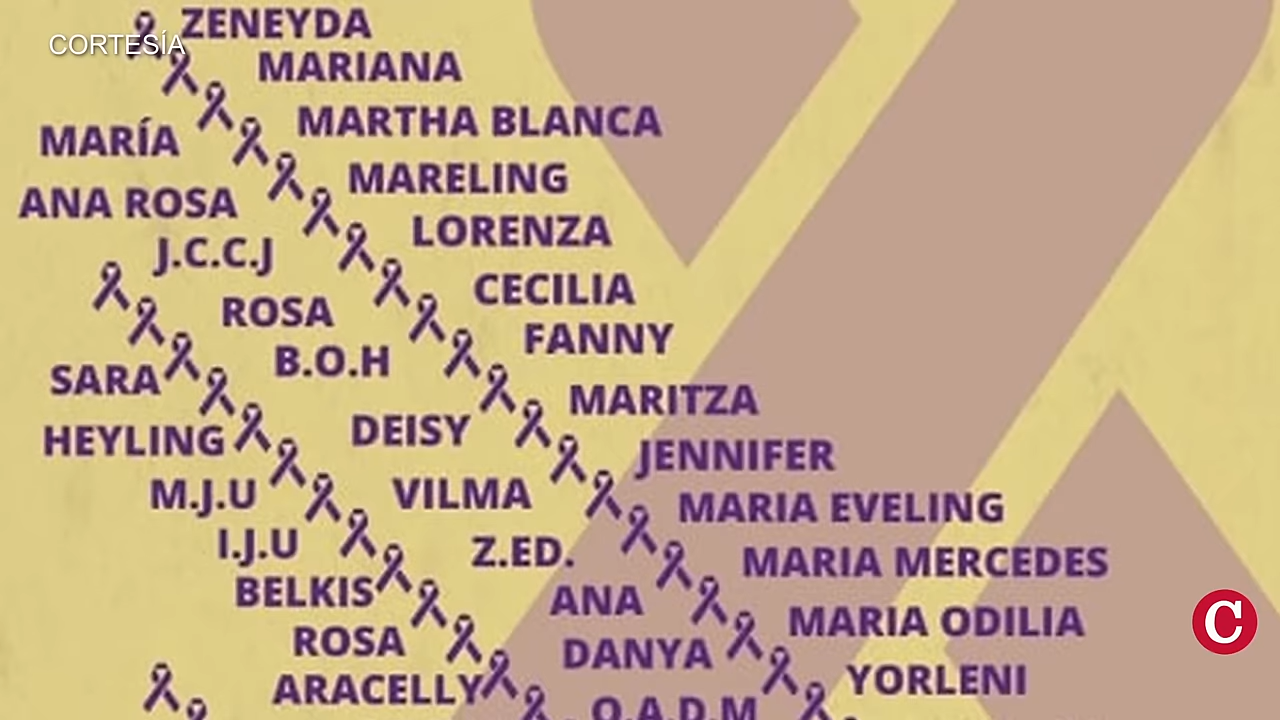 ZENEYDA
CORTESÍA
MARIANA
MARTHA BLANCA
MARÍA
MARELING
ANA ROSA
LORENZA
J.C.C.J
CECILIA
ROSA
FANNY
B.O.H
SARA
MARITZA
DEISY
HEYLING
JENNIFER
M.J.U
VILMA
MARIA EVELING
I.J.U
Z.ED.
MARIA MERCEDES
BELKIS
ANA
MARIA ODILIA
ROSA
DANYA
YORLENI
ARACELLY
O.A.D.M
C